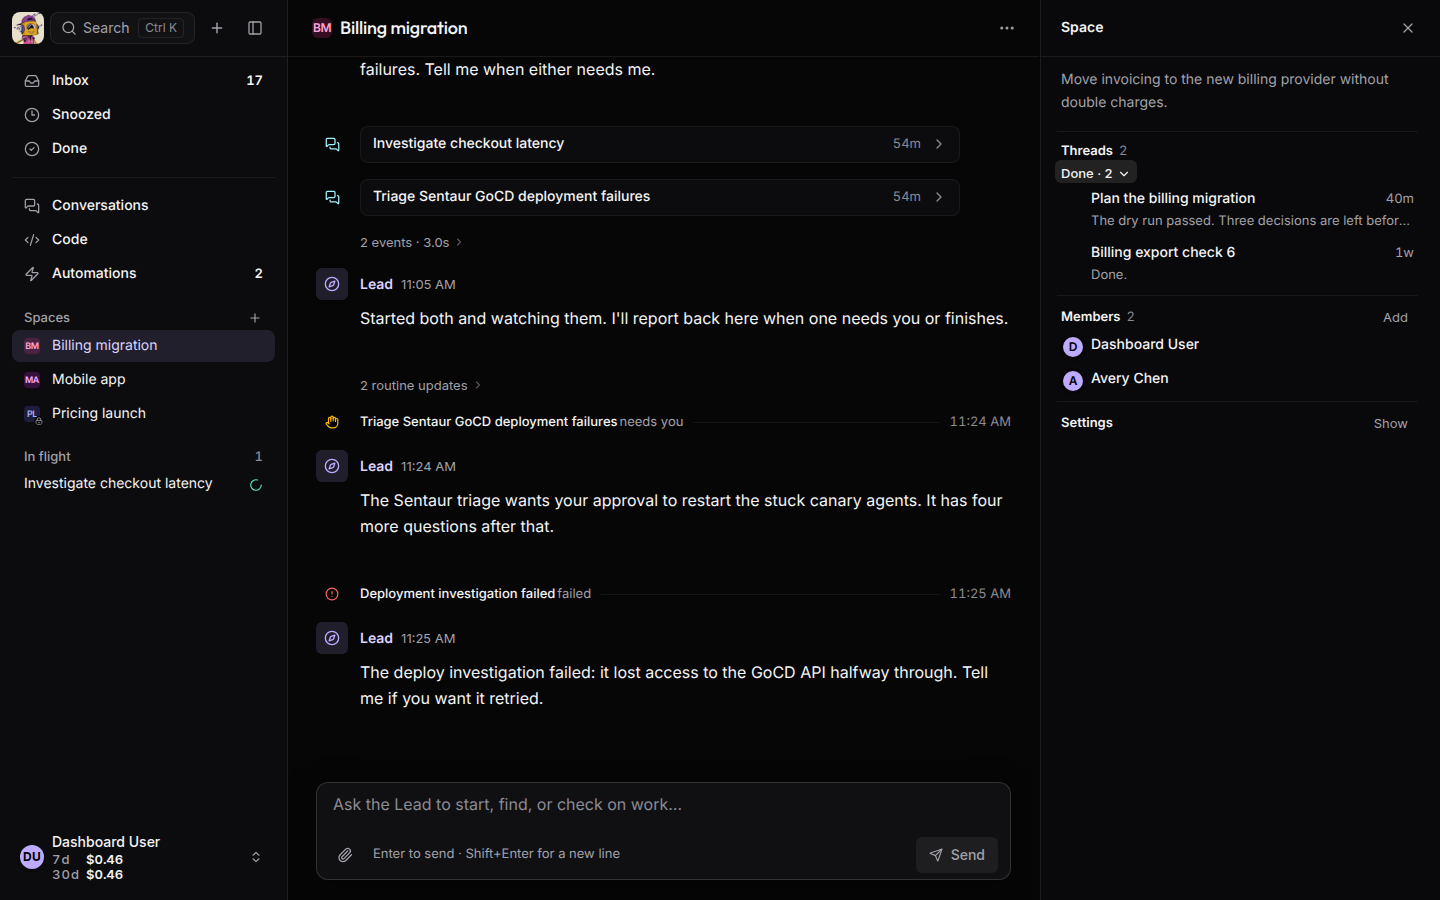 Search Ctrl K
Inbox 17
Snoozed
Done
Conversations
Code
Automations 2
Spaces
BM Billing migration
MA Mobile app
PL Pricing launch
In flight 1
Investigate checkout latency
DU Dashboard User
7d $0.46
30d $0.46
BM Billing migration
failures. Tell me when either needs me.
Investigate checkout latency 54m
Triage Sentaur GoCD deployment failures 54m
2 events · 3.0s
Lead 11:05 AM
Started both and watching them. I'll report back here when one needs you or finishes.
2 routine updates
Triage Sentaur GoCD deployment failures needs you 11:24 AM
Lead 11:24 AM
The Sentaur triage wants your approval to restart the stuck canary agents. It has four
more questions after that.
Deployment investigation failed failed 11:25 AM
Lead 11:25 AM
The deploy investigation failed: it lost access to the GoCD API halfway through. Tell
me if you want it retried.
Ask the Lead to start, find, or check on work...
Enter to send · Shift+Enter for a new line
Send
Space
Move invoicing to the new billing provider without
double charges.
Threads 2
Done · 2
Plan the billing migration 40m
The dry run passed. Three decisions are left befor...
Billing export check 6 1w
Done.
Members 2 Add
D Dashboard User
A Avery Chen
Settings Show